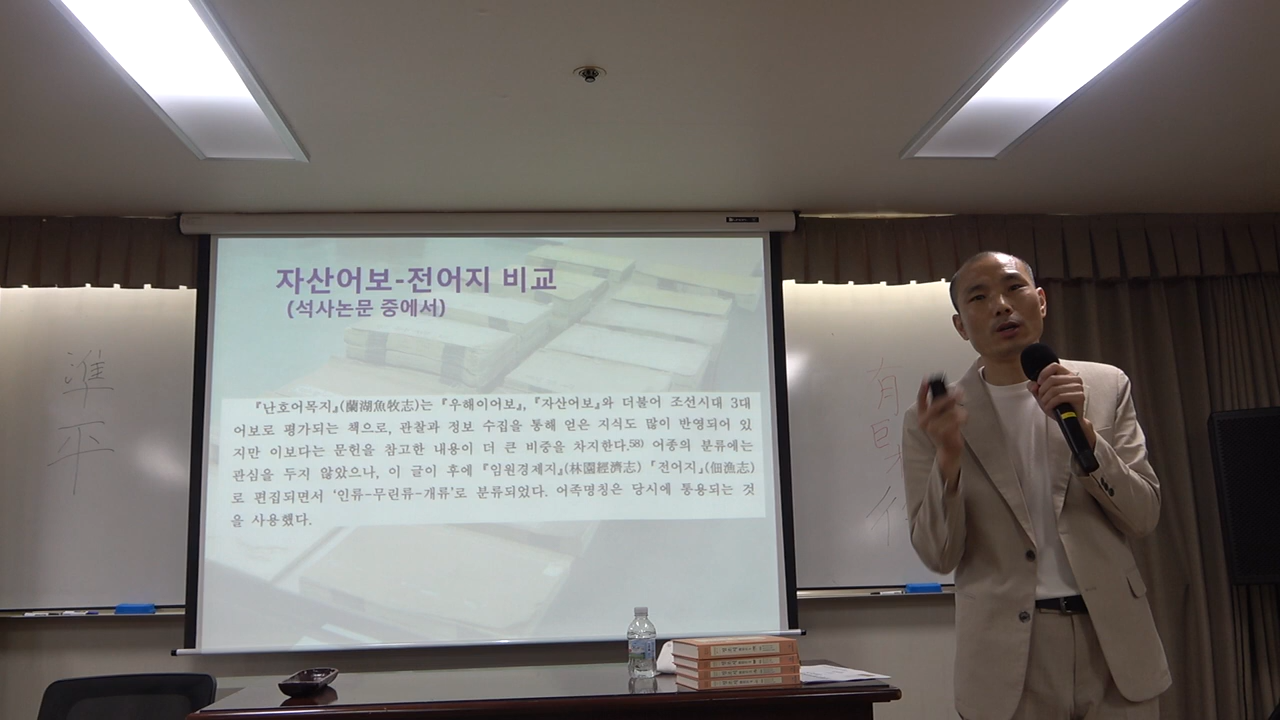 자산어보-전어지 비교
(석사논문 중에서)
『난호어목지』(蘭湖魚牧志)는 『우해이어보』, 『자산어보』와 더불어 조선시대 3대
어보로 평가되는 책으로, 관찰과 정보 수집을 통해 얻은 지식도 많이 반영되어 있
지만 이보다는 문헌을 참고한 내용이 더 큰 비중을 차지한다.58) 어종의 분류에는
관심을 두지 않았으나, 이 글이 후에 『임원경제지』(林園經濟志) 「전어지」(佃漁志)
로 편집되면서 '인류-무린류-개류'로 분류되었다. 어족명칭은 당시에 통용되는 것
을 사용했다.
準
平
有